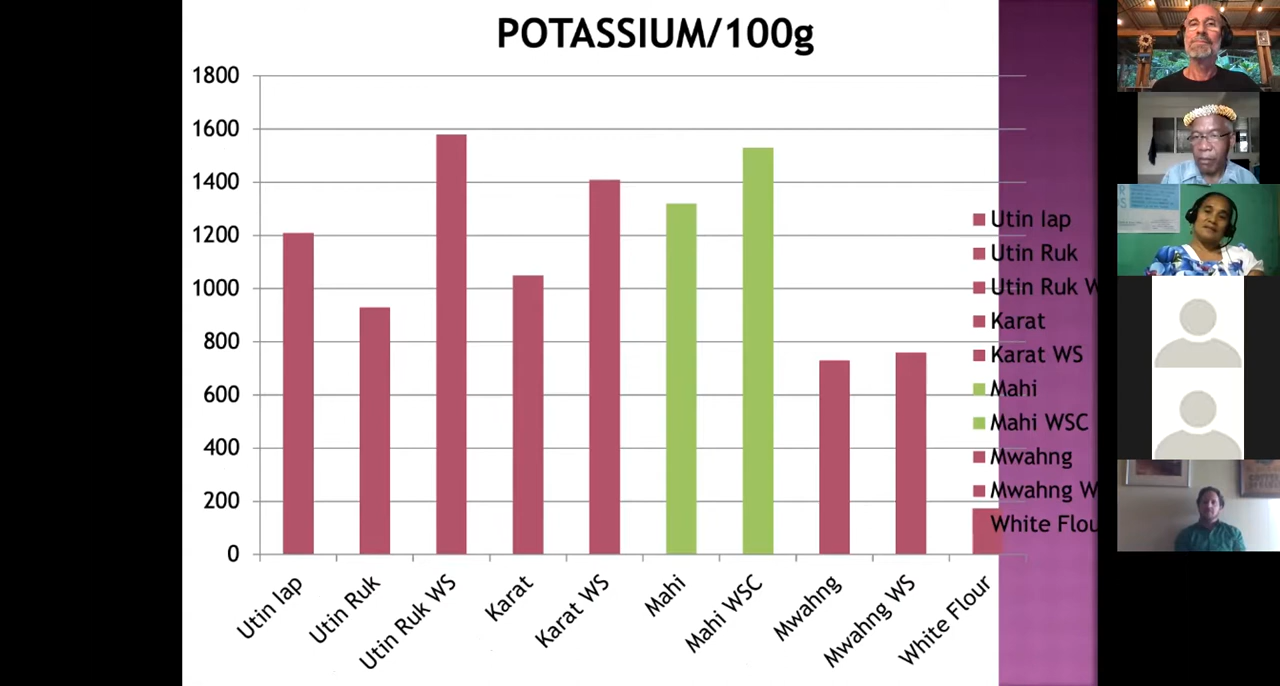 POTASSIUM/100g
1800
1600
1400
1200
1000
800
600
400
200
0
Utin Iap
Utin Ruk
Utin Ruk WS
Karat
Karat WS
Mahi
Mahi WSC
Mwahng
Mwahng WS
White Flour
Utin Iap
Utin Ruk
Utin Ruk W
Karat
Karat WS
Mahi
Mahi WSC
Mwahng
Mwahng W
White Flou